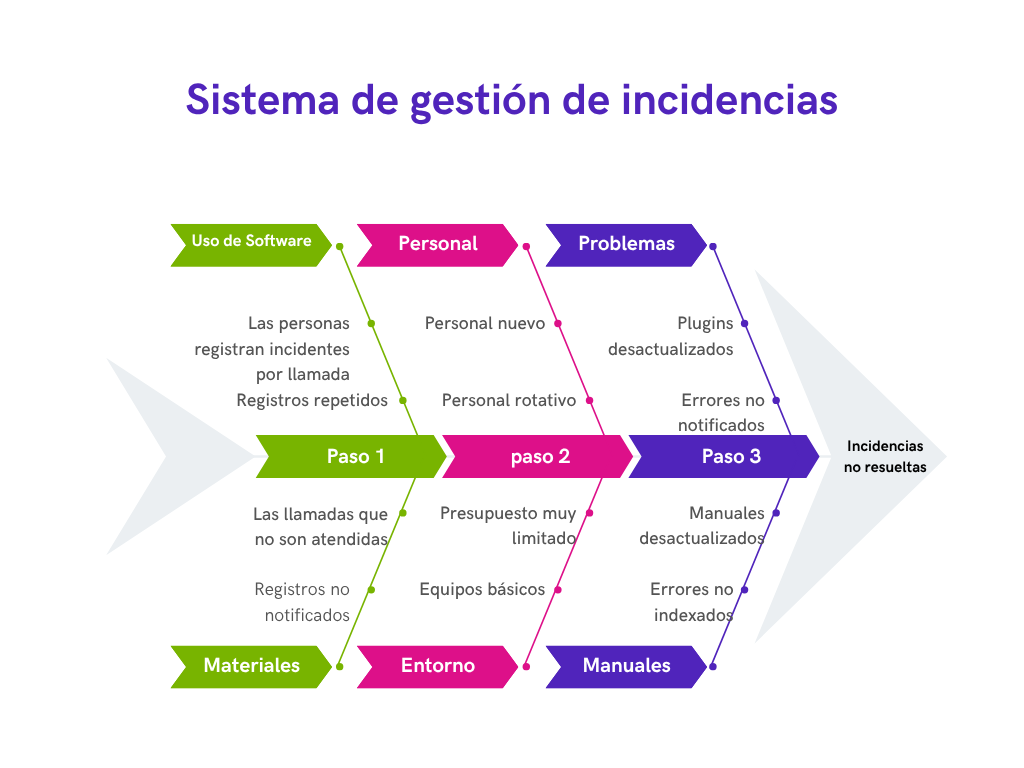 Sistema de gestión de incidencias
Uso de Software
Personal
Problemas
Las personas
registran incidentes
por llamada
Registros repetidos
Personal nuevo
Personal rotativo
Plugins
desactualizados
Errores no
notificados
Paso 1
paso 2
Paso 3
Incidencias
no resueltas
Las llamadas que
no son atendidas
Registros no
notificados
Presupuesto muy
limitado
Equipos básicos
Manuales
desactualizados
Errores no
indexados
Materiales
Entorno
Manuales